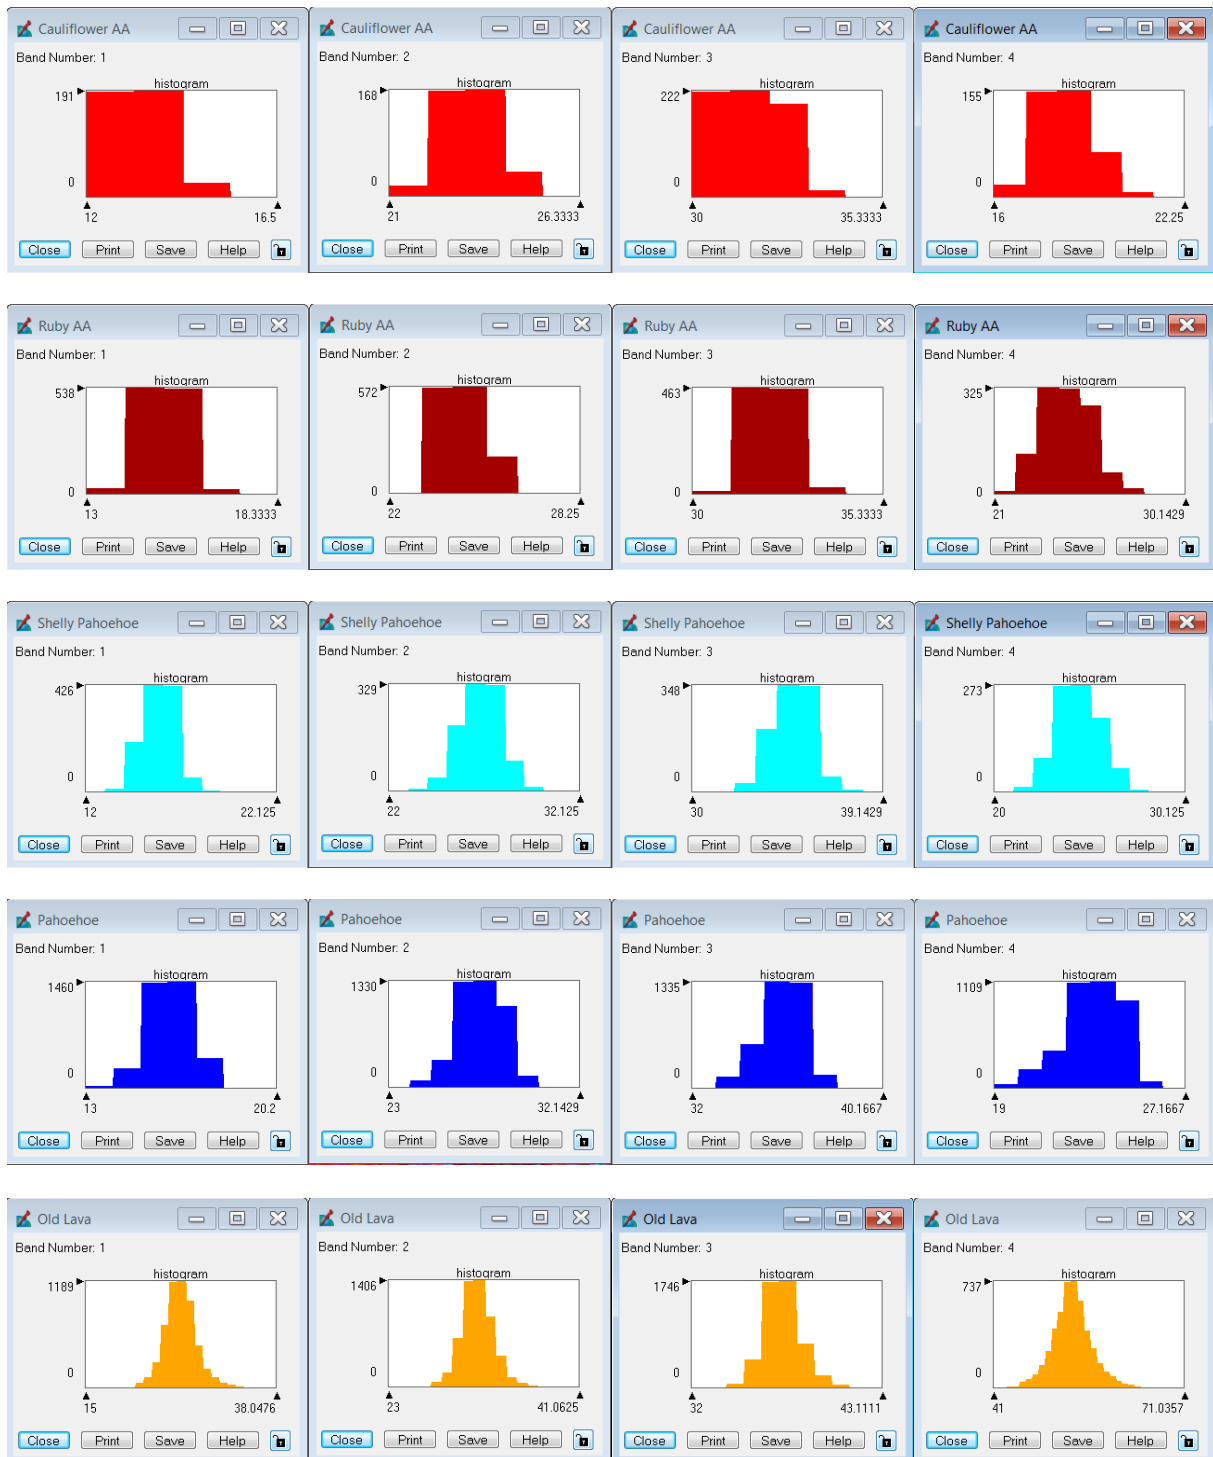 Cauliflower AA
Band Number: 1
histogram
191
0
12 16.5
Close Print Save Help
Cauliflower AA
Band Number: 2
histogram
168
0
21 26.3333
Close Print Save Help
Cauliflower AA
Band Number: 3
histogram
222
0
30 35.3333
Close Print Save Help
Cauliflower AA
Band Number: 4
histogram
155
0
16 22.25
Close Print Save Help
Ruby AA
Band Number: 1
histogram
538
0
13 18.3333
Close Print Save Help
Ruby AA
Band Number: 2
histogram
572
0
22 28.25
Close Print Save Help
Ruby AA
Band Number: 3
histogram
463
0
30 35.3333
Close Print Save Help
Ruby AA
Band Number: 4
histogram
325
0
21 30.1429
Close Print Save Help
Shelly Pahoehoe
Band Number: 1
histogram
426
0
12 22.125
Close Print Save Help
Shelly Pahoehoe
Band Number: 2
histogram
329
0
22 32.125
Close Print Save Help
Shelly Pahoehoe
Band Number: 3
histogram
348
0
30 39.1429
Close Print Save Help
Shelly Pahoehoe
Band Number: 4
histogram
273
0
20 30.125
Close Print Save Help
Pahoehoe
Band Number: 1
histogram
1460
0
13 20.2
Close Print Save Help
Pahoehoe
Band Number: 2
histogram
1330
0
23 32.1429
Close Print Save Help
Pahoehoe
Band Number: 3
histogram
1335
0
32 40.1667
Close Print Save Help
Pahoehoe
Band Number: 4
histogram
1109
0
19 27.1667
Close Print Save Help
Old Lava
Band Number: 1
histogram
1189
0
15 38.0476
Close Print Save Help
Old Lava
Band Number: 2
histogram
1406
0
23 41.0625
Close Print Save Help
Old Lava
Band Number: 3
histogram
1746
0
32 43.1111
Close Print Save Help
Old Lava
Band Number: 4
histogram
737
0
41 71.0357
Close Print Save Help